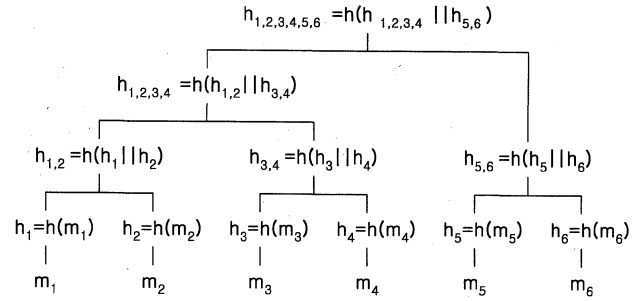 h₁,₂,₃,₄,₅,₆ =h(h ₁,₂,₃,₄ ||h₅,₆)
h₁,₂,₃,₄ =h(h₁,₂||h₃,₄)
h₁,₂ =h(h₁||h₂) h₃,₄ =h(h₃||h₄) h₅,₆ =h(h₅||h₆)
h₁=h(m₁) h₂=h(m₂) h₃=h(m₃) h₄=h(m₄) h₅=h(m₅) h₆=h(m₆)
m₁ m₂ m₃ m₄ m₅ m₆